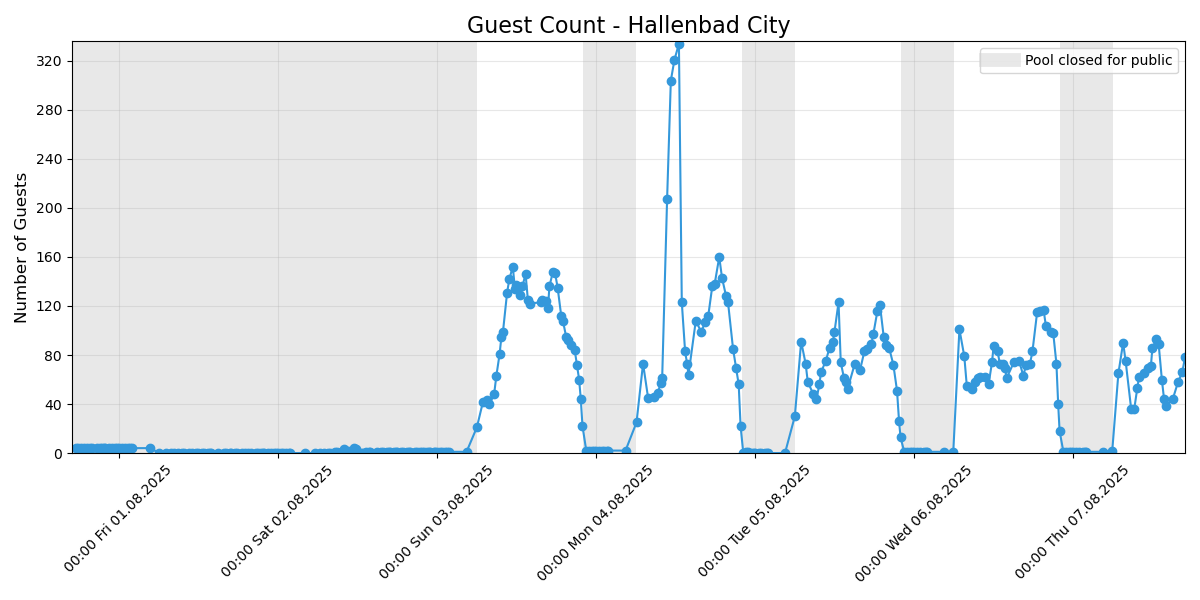 Guest Count - Hallenbad City
Pool closed for public
Number of Guests
320
280
240
200
160
120
80
40
0
00:00 Fri 01.08.2025
00:00 Sat 02.08.2025
00:00 Sun 03.08.2025
00:00 Mon 04.08.2025
00:00 Tue 05.08.2025
00:00 Wed 06.08.2025
00:00 Thu 07.08.2025